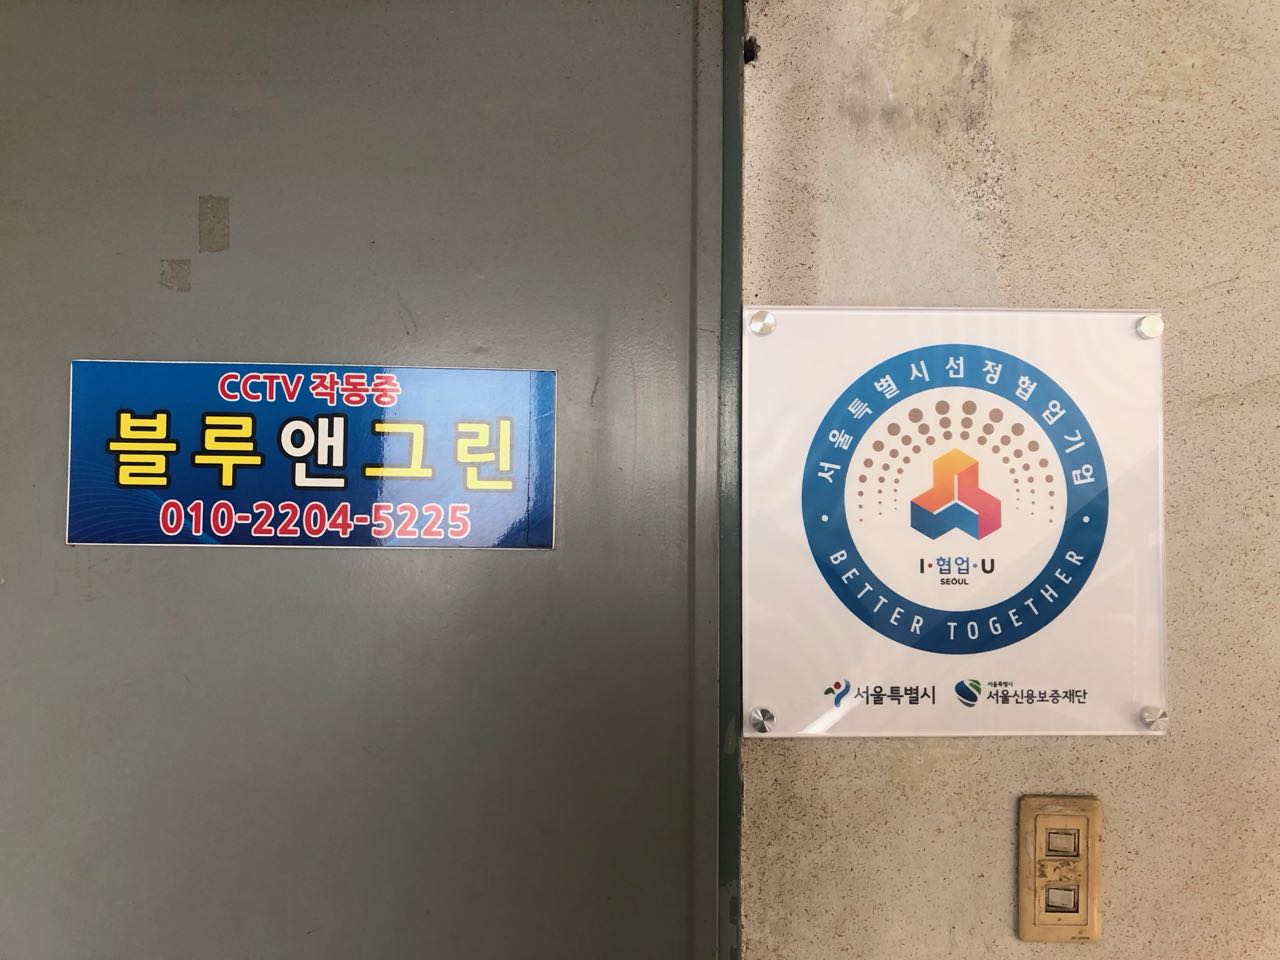 CCTV 작동중
블루앤그린
010-2204-5225
서울특별시선정협업기업
I·협업·U
SEOUL
BETTER TOGETHER
서울특별시
서울특별시
서울신용보증재단